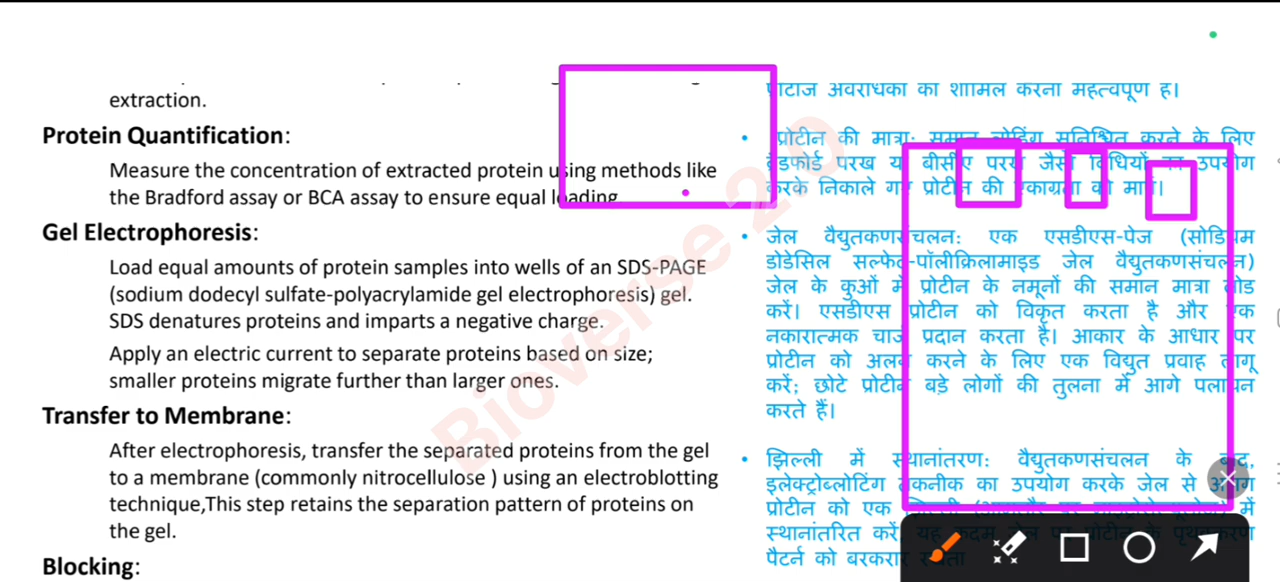 extraction.
Protein Quantification:
Measure the concentration of extracted protein using methods like
the Bradford assay or BCA assay to ensure equal loading
Gel Electrophoresis:
Load equal amounts of protein samples into wells of an SDS-PAGE
(sodium dodecyl sulfate-polyacrylamide gel electrophoresis) gel.
SDS denatures proteins and imparts a negative charge.
Apply an electric current to separate proteins based on size;
smaller proteins migrate further than larger ones.
Transfer to Membrane:
After electrophoresis, transfer the separated proteins from the gel
to a membrane (commonly nitrocellulose ) using an electroblotting
technique,This step retains the separation pattern of proteins on
the gel.
Blocking:
का शामिल करना महत्वपूर्ण है।
• प्रोटीन की मात्रा: समान लोडिंग सुनिश्चित करने के लिए
ब्रैडफोर्ड परख या बीसीए परख जैसी विधियों का उपयोग
करके निकाले गए प्रोटीन की एकाग्रता को मापें।
• जेल वैद्युतकणसंचलन: एक एसडीएस-पेज (सोडियम
डोडेसिल सल्फेट-पॉलीक्रिलामाइड जेल वैद्युतकणसंचलन)
जेल के कुओं में प्रोटीन के नमूनों की समान मात्रा लोड
करें। एसडीएस प्रोटीन को विकृत करता है और एक
नकारात्मक चार्ज प्रदान करता है। आकार के आधार पर
प्रोटीन को अलग करने के लिए एक विद्युत प्रवाह लागू
करें; छोटे प्रोटीन बड़े लोगों की तुलना में आगे पलायन
करते हैं।
• झिल्ली में स्थानांतरण: वैद्युतकणसंचलन के बाद,
इलेक्ट्रोब्लोटिंग तकनीक का उपयोग करके जेल से अलग
प्रोटीन को एक में
स्थानांतरित करें, यह कदम जेल पर प्रोटीन के पृथक्करण
पैटर्न को बरकरार रखता
Bioverse 2.0